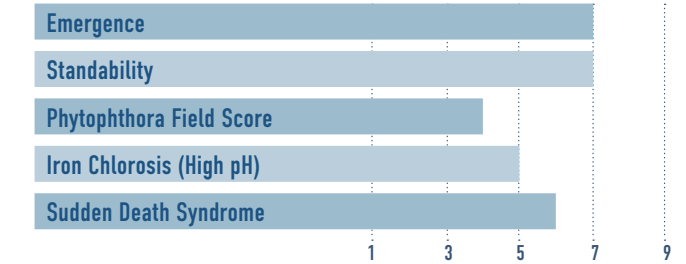 Emergence
Standability
Phytophthora Field Score
Iron Chlorosis (High pH)
Sudden Death Syndrome
1 3 5 7 9